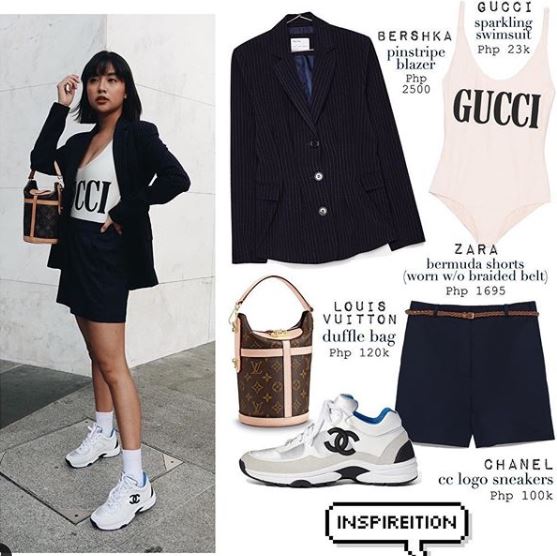 GUCCI
sparkling
swimsuit
Php 23k
BERSHKA
pinstripe
blazer
Php
2500
GUCCI
CCI
ZARA
bermuda shorts
(worn w/o braided belt)
Php 1695
LOUIS
VUITTON
duffle bag
Php 120k
CHANEL
cc logo sneakers
Php 100k
INSPIREITION